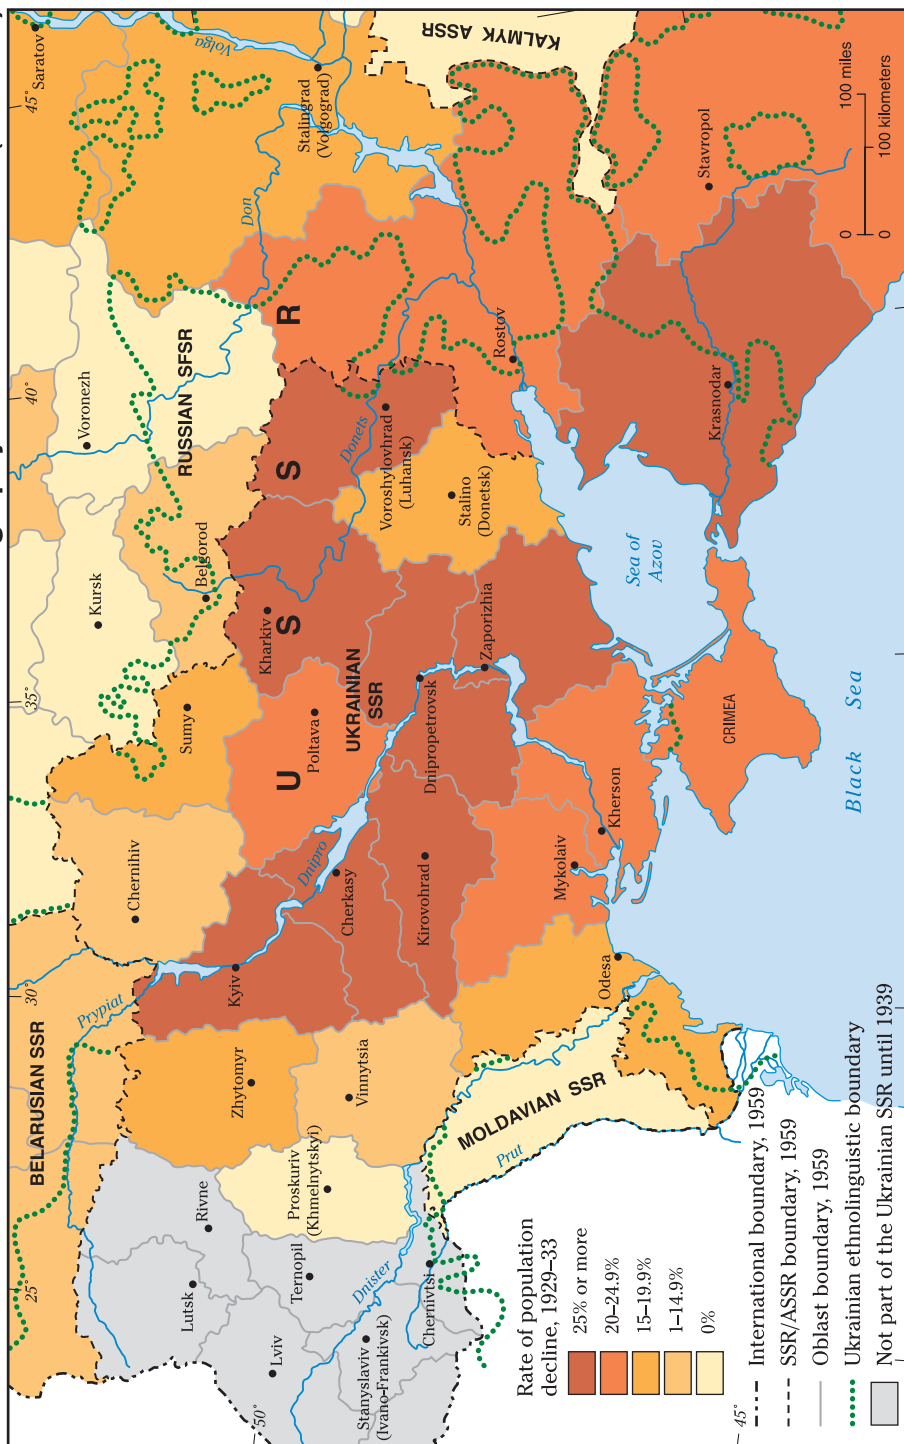 Saratov
45°
Volga
KALMYK ASSR
Stalingrad
(Volgograd)
Don
100 miles
100 kilometers
0
0
Stavropol
40°
Voronezh
RUSSIAN SFSR
R
Rostov
Krasnodar
S
Donets
Voroshylovhrad
(Luhansk)
Stalino
(Donetsk)
Kursk
Belgorod
Kharkiv
S
Sea of
Azov
Zaporizhia
35°
Sumy
Poltava
U
UKRAINIAN
SSR
Dnipropetrovsk
CRIMEA
Black Sea
Chernihiv
Dnipro
Cherkasy
Kirovohrad
Mykolaiv
Kherson
30°
Prypiat
Kyiv
Odesa
BELARUSIAN SSR
Zhytomyr
Vinnytsia
MOLDAVIAN SSR
Prut
Rivne
Proskuriv
(Khmelnytskyi)
25°
Lutsk
Ternopil
Dnister
Chernivtsi
Lviv
Stanyslaviv
(Ivano-Frankivsk)
50°
45°
Rate of population
decline, 1929–33
25% or more
20–24.9%
15–19.9%
1–14.9%
0%
International boundary, 1959
SSR/ASSR boundary, 1959
Oblast boundary, 1959
Ukrainian ethnolinguistic boundary
Not part of the Ukrainian SSR until 1939